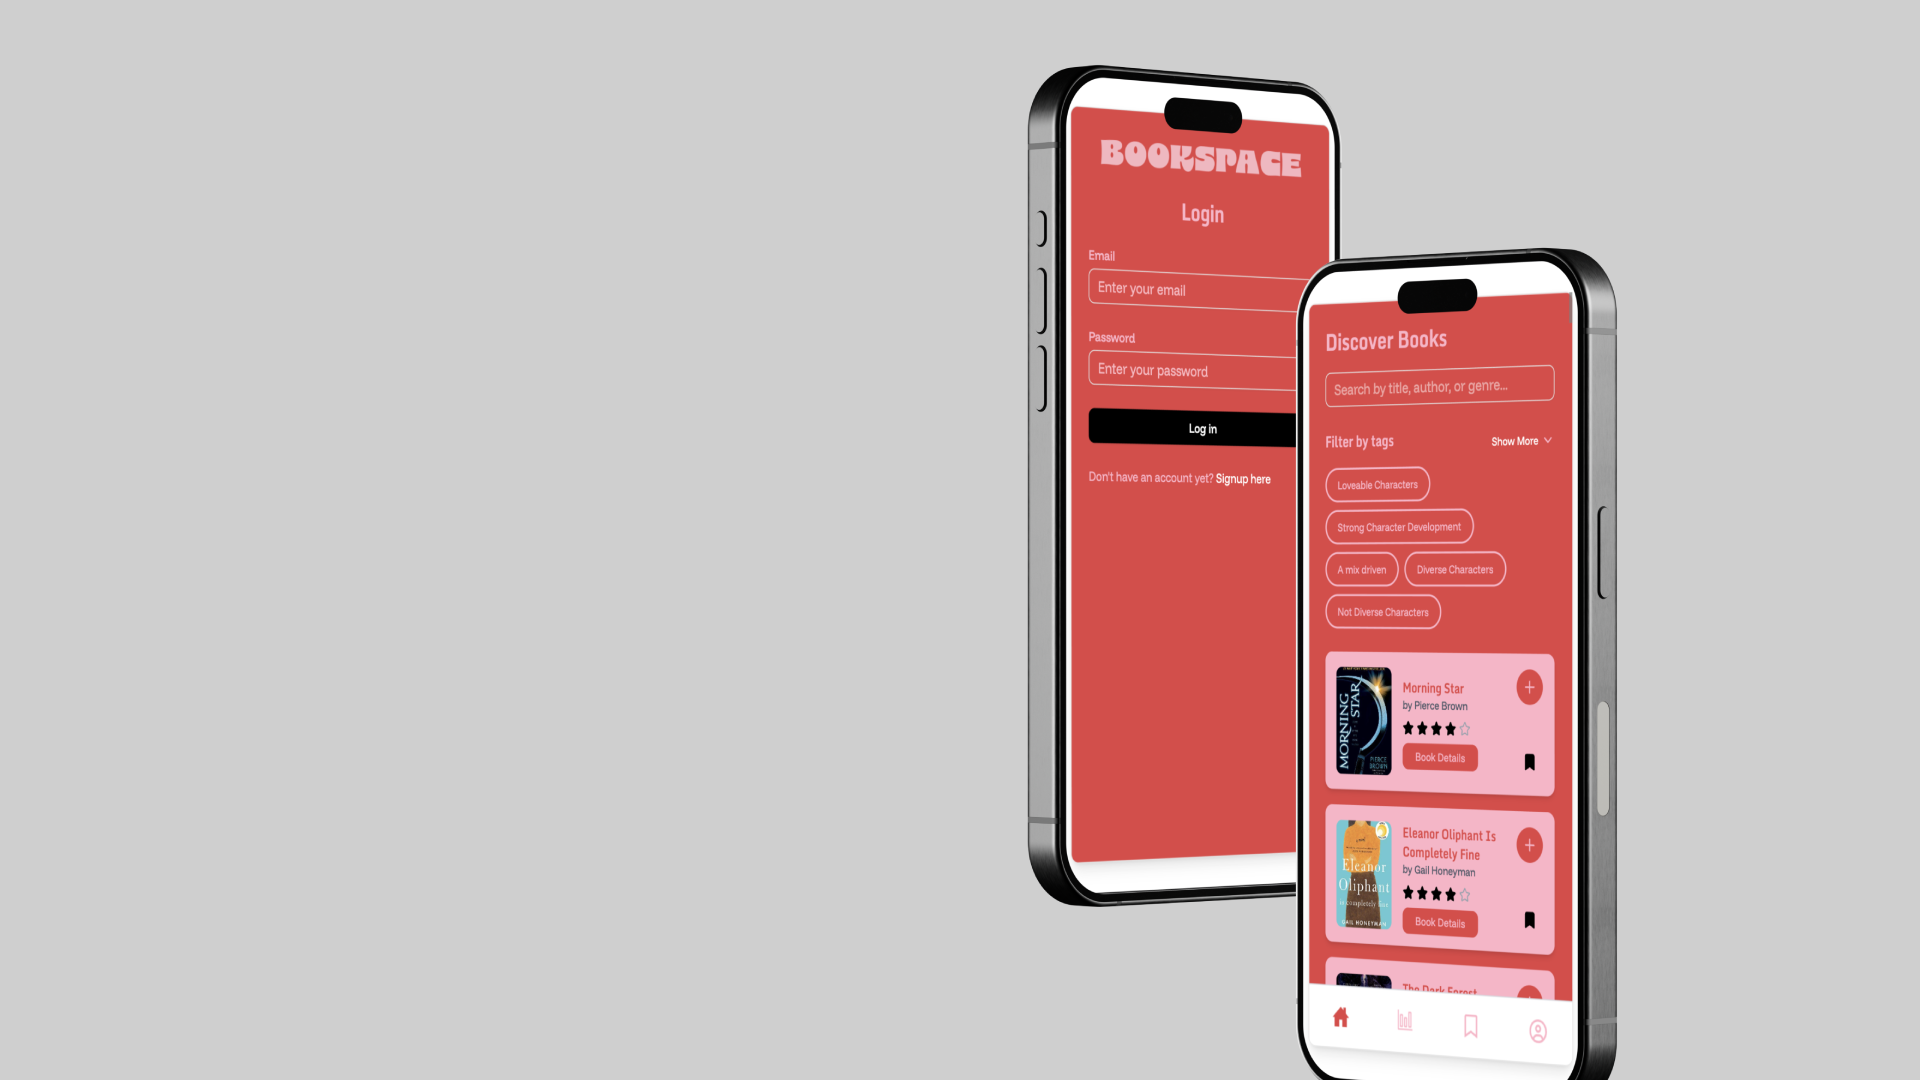 BOOKSPACE
Login
Email
Enter your email
Password
Enter your password
Log in
Don't have an account yet? Signup here
Discover Books
Search by title, author, or genre...
Filter by tags
Show More
Loveable Characters
Strong Character Development
A mix driven
Diverse Characters
Not Diverse Characters
MORNING
STAR
PIERCE
BROWN
Morning Star
by Pierce Brown
Book Details
Eleanor
Oliphant
is completely fine
GAIL HONEYMAN
Eleanor Oliphant Is
Completely Fine
by Gail Honeyman
Book Details
The Dark Forest